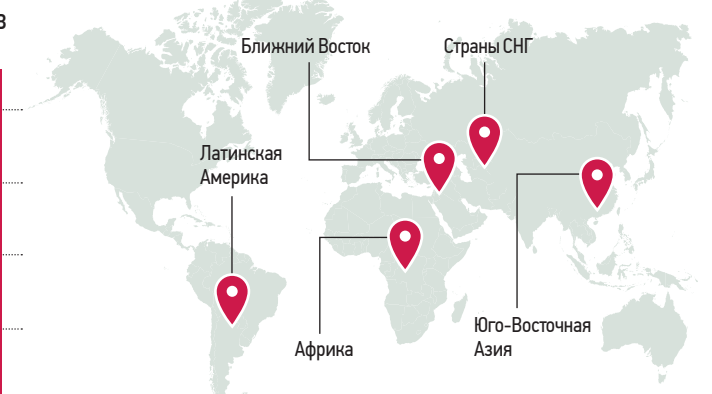 в
Ближний Восток
Страны СНГ
Латинская
Америка
Африка
Юго-Восточная
Азия